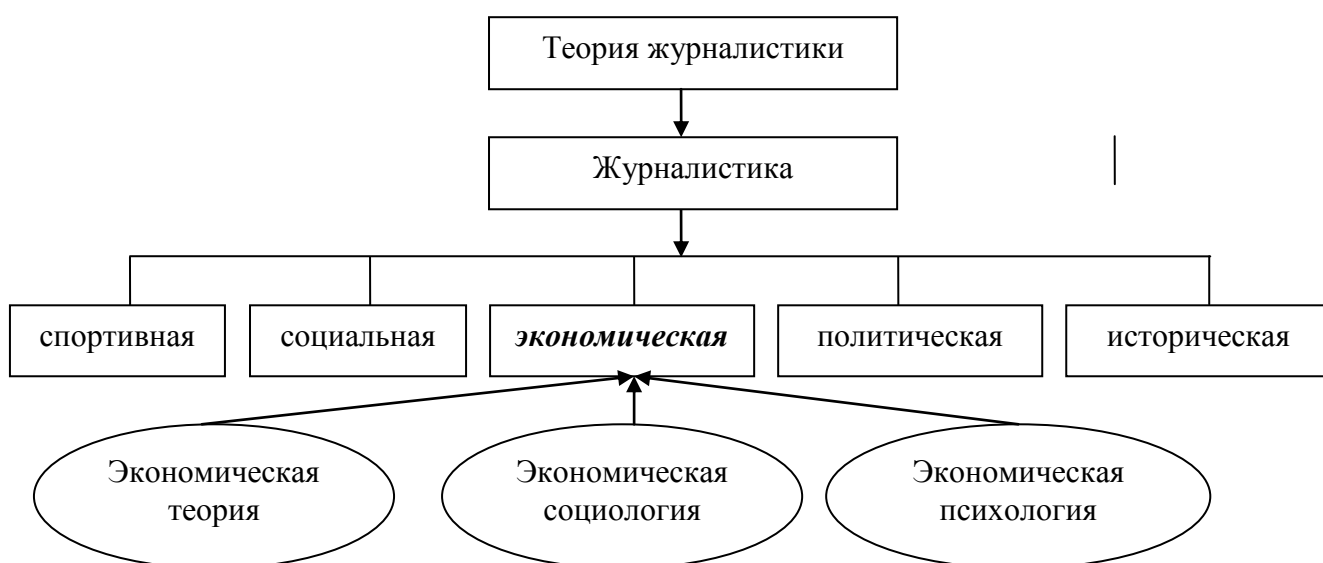 Теория журналистики
Журналистика
спортивная
социальная
экономическая
политическая
историческая
Экономическая
теория
Экономическая
социология
Экономическая
психология